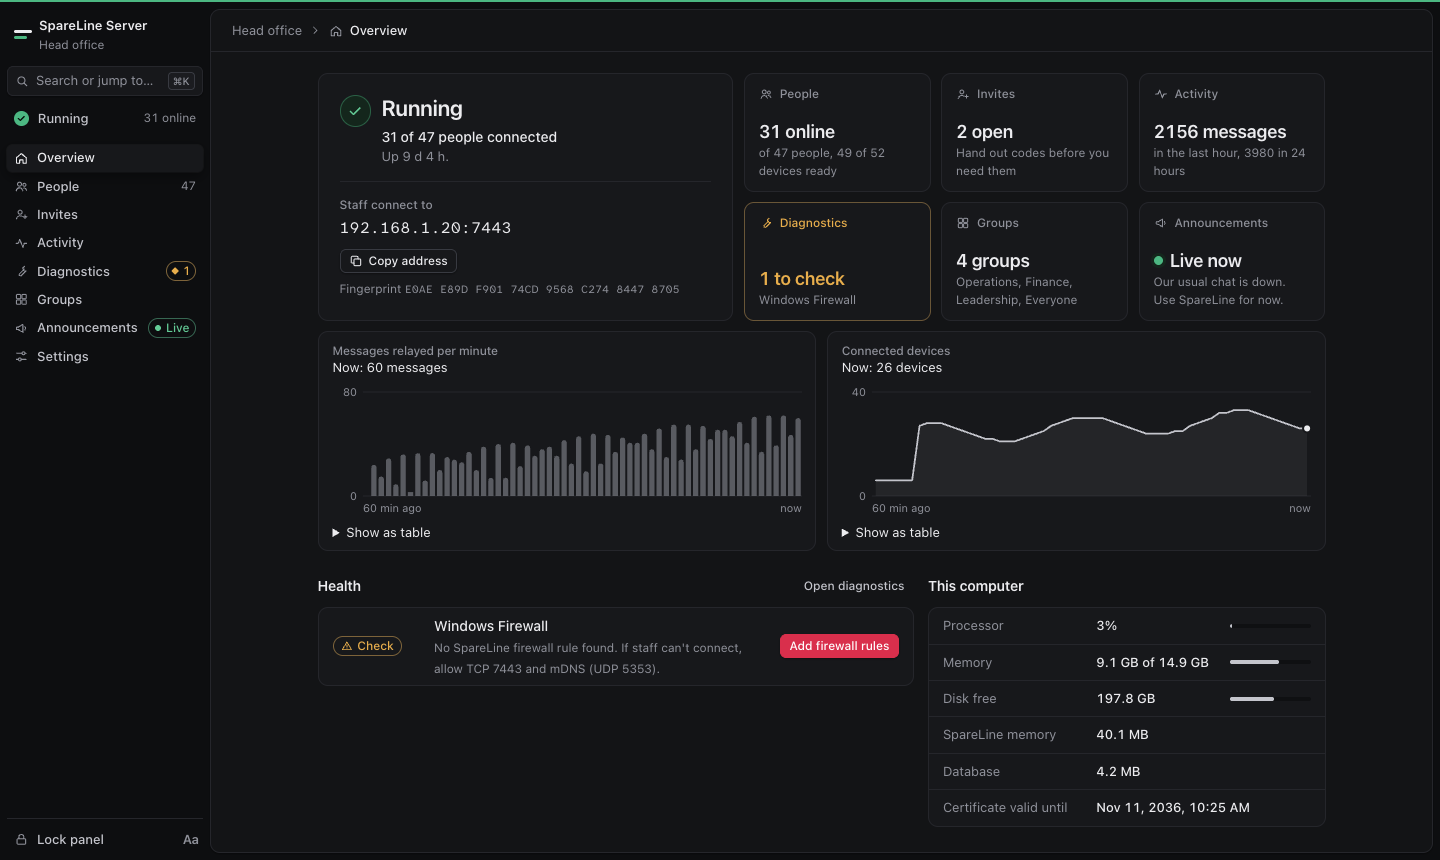 SpareLine Server
Head office
Search or jump to...
⌘K
Running
31 online
Overview
People
47
Invites
Activity
Diagnostics
1
Groups
Announcements
Live
Settings
Lock panel
Aa
Head office
Overview
Running
31 of 47 people connected
Up 9 d 4 h.
Staff connect to
192.168.1.20:7443
Copy address
Fingerprint E0AE E89D F901 74CD 9568 C274 8447 8705
People
31 online
of 47 people, 49 of 52
devices ready
Invites
2 open
Hand out codes before you
need them
Activity
2156 messages
in the last hour, 3980 in 24
hours
Diagnostics
1 to check
Windows Firewall
Groups
4 groups
Operations, Finance,
Leadership, Everyone
Announcements
Live now
Our usual chat is down.
Use SpareLine for now.
Messages relayed per minute
Now: 60 messages
80
0
60 min ago
now
Show as table
Connected devices
Now: 26 devices
40
0
60 min ago
now
Show as table
Health
Open diagnostics
Check
Windows Firewall
No SpareLine firewall rule found. If staff can't connect,
allow TCP 7443 and mDNS (UDP 5353).
Add firewall rules
This computer
Processor
3%
Memory
9.1 GB of 14.9 GB
Disk free
197.8 GB
SpareLine memory
40.1 MB
Database
4.2 MB
Certificate valid until
Nov 11, 2036, 10:25 AM